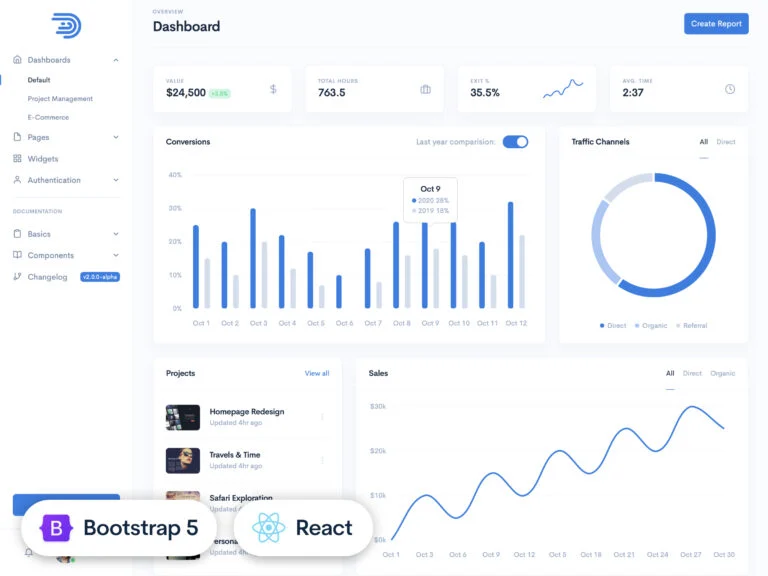 OVERVIEW
Dashboard
Create Report
Dashboards
Default
Project Management
E-Commerce
Pages
Widgets
Authentication
DOCUMENTATION
Basics
Components
Changelog v2.0.0-alpha
VALUE
$24,500
TOTAL HOURS
763.5
EXIT %
35.5%
AVG. TIME
2:37
Conversions
Last year comparision:
40%
30%
20%
10%
0%
Oct 9
2020 28%
2019 18%
Oct 1 Oct 2 Oct 3 Oct 4 Oct 5 Oct 6 Oct 7 Oct 8 Oct 9 Oct 10 Oct 11 Oct 12
Traffic Channels
All Direct
Direct Organic Referral
Projects View all
Homepage Redesign
Updated 4hr ago
Travels & Time
Updated 4hr ago
Safari Exploration
Updated 4hr ago
Sales
All Direct Organic
$30k
$20k
$10k
$0k
Oct 1 Oct 3 Oct 6 Oct 9 Oct 12 Oct 5 Oct 18 Oct 21 Oct 24 Oct 27 Oct 30
B Bootstrap 5
React